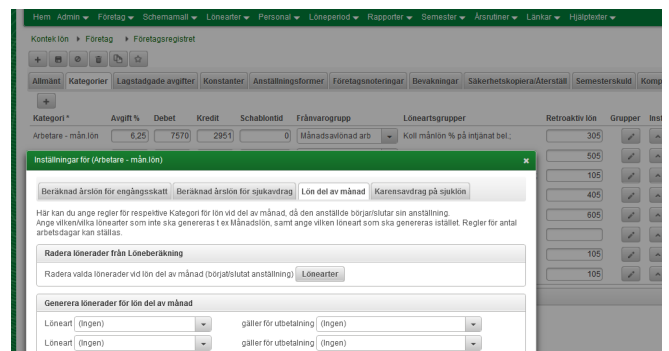 Hem Admin Företag Schemamall Lönearter Personal Löneperiod Rapporter Semester Årsrutiner Länkar Hjälptexter
Kontek lön Företag Företagsregistret
Allmänt Kategorier Lagstadgade avgifter Konstanter Anställningsformer Företagsnoteringar Bevakningar Säkerhetskopiera/Återställ Semesterskuld Komp
Kategori * Avgift % Debet Kredit Schablontid Frånvarogrupp Löneartsgrupper Retroaktiv lön Grupper Inst
Arbetare - mån.lön 6,25 7570 2951 0 Månadsavlönad arb Koll månlön % på intjänat bel.; 305
505
105
405
605
105
105
Inställningar för (Arbetare - mån.lön)
Beräknad årslön för engångsskatt Beräknad årslön för sjukavdrag Lön del av månad Karensavdrag på sjuklön
Här kan du ange regler för respektive Kategori för lön vid del av månad, då den anställde börjar/slutar sin anställning.
Ange vilken/vilka lönearter som inte ska genereras t ex Månadslön, samt ange vilken löneart som ska genereras istället. Regler för antal
arbetsdagar kan ställas.
Radera lönerader från Löneberäkning
Radera valda lönerader vid lön del av månad (börjat/slutat anställning) Lönearter
Generera lönerader för lön del av månad
Löneart (Ingen) gäller för utbetalning (Ingen)
Löneart (Ingen) gäller för utbetalning (Ingen)